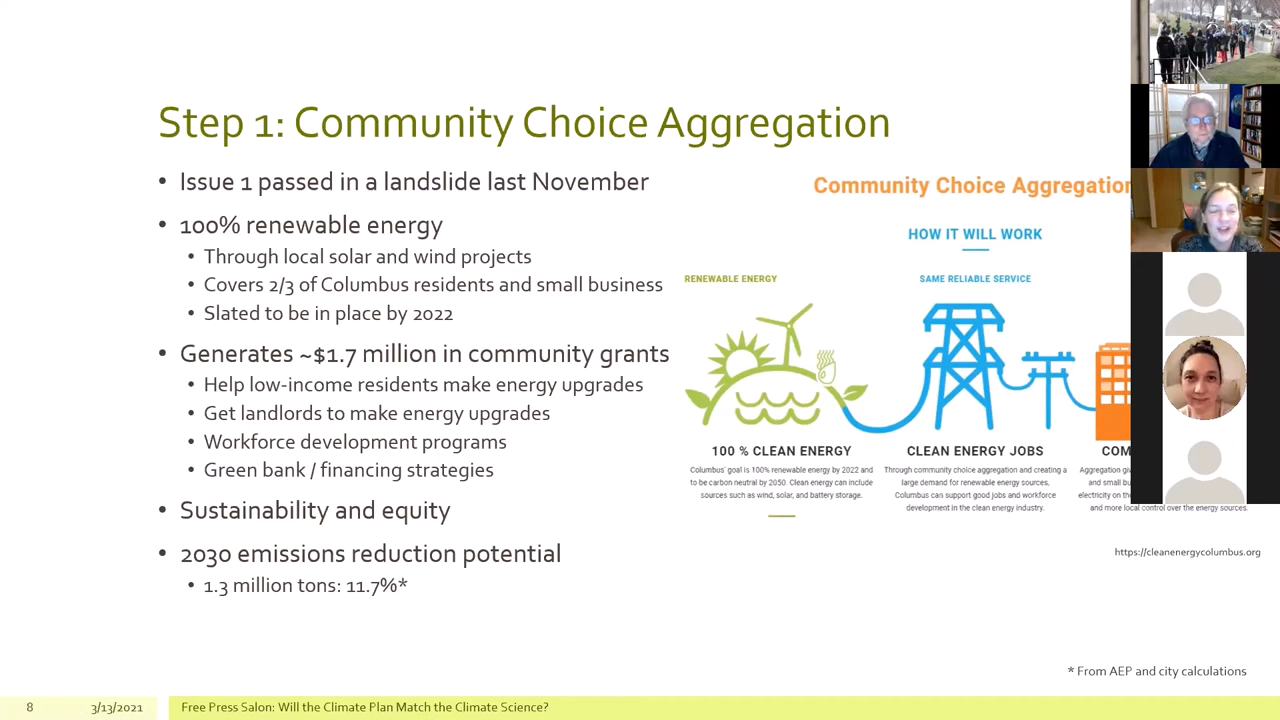 Step 1: Community Choice Aggregation
• Issue 1 passed in a landslide last November
• 100% renewable energy
• Through local solar and wind projects
• Covers 2/3 of Columbus residents and small business
• Slated to be in place by 2022
• Generates ~$1.7 million in community grants
• Help low-income residents make energy upgrades
• Get landlords to make energy upgrades
• Workforce development programs
• Green bank / financing strategies
• Sustainability and equity
• 2030 emissions reduction potential
• 1.3 million tons: 11.7%*
Community Choice Aggregation
HOW IT WILL WORK
RENEWABLE ENERGY
SAME RELIABLE SERVICE
100 % CLEAN ENERGY
Columbus' goal is 100% renewable energy by 2022 and
to be carbon neutral by 2050. Clean energy can include
sources such as wind, solar, and battery storage.
CLEAN ENERGY JOBS
Through community choice aggregation and creating a
large demand for renewable energy sources,
Columbus can support good jobs and workforce
development in the clean energy industry.
COM
Aggregation
and small
electricity on
and more local control over the energy sources.
https://cleanenergycolumbus.org
* From AEP and city calculations
8
3/13/2021
Free Press Salon: Will the Climate Plan Match the Climate Science?